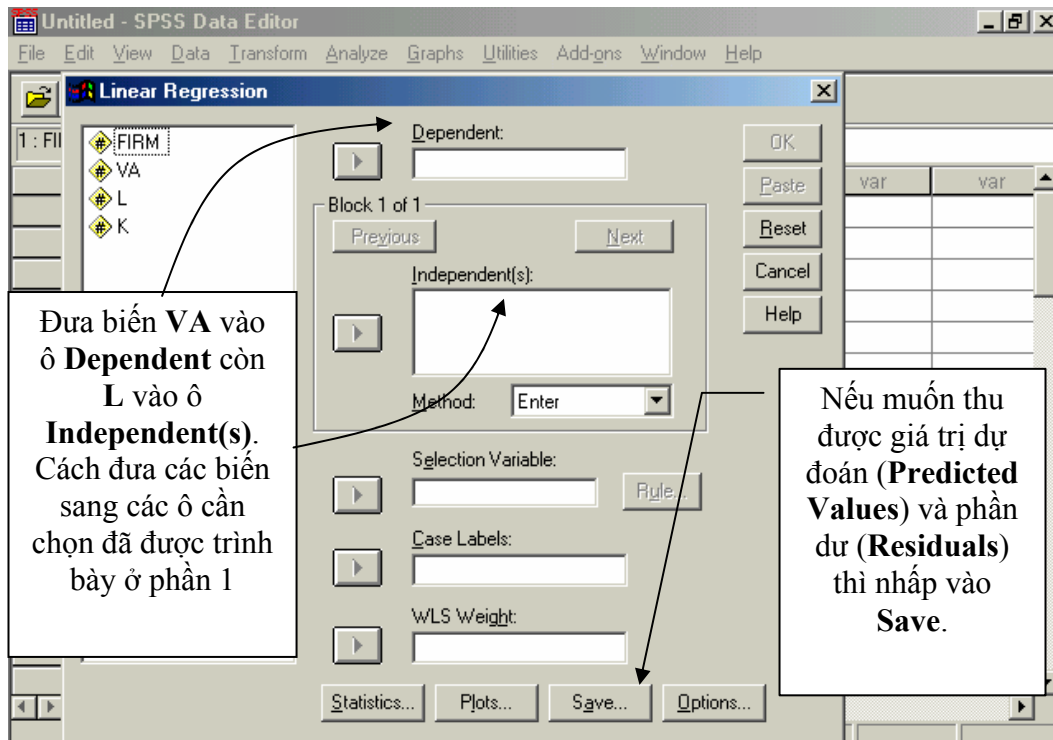 Untitled - SPSS Data Editor
File Edit View Data Transform Analyze Graphs Utilities Add-ons Window Help
Linear Regression
1 : FII
FIRM
VA
L
K
Dependent:
Block 1 of 1
Previous
Next
Independent(s):
Method:
Enter
Selection Variable:
Rule...
Case Labels:
WLS Weight:
Statistics...
Plots...
Save...
Options...
OK
Paste
Reset
Cancel
Help
var
var
Đưa biến VA vào
ô Dependent còn
L vào ô
Independent(s).
Cách đưa các biến
sang các ô cần
chọn đã được trình
bày ở phần 1
Nếu muốn thu
được giá trị dự
đoán (Predicted
Values) và phần
dư (Residuals)
thì nhấp vào
Save.